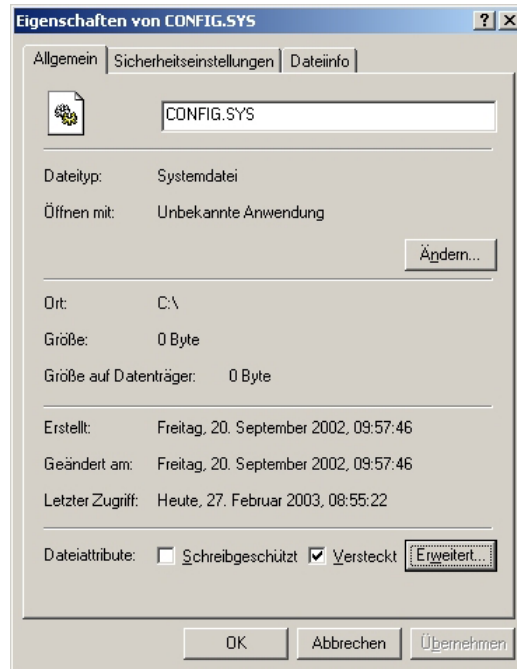 Eigenschaften von CONFIG.SYS
Allgemein Sicherheitseinstellungen Dateiinfo
CONFIG.SYS
Dateityp: Systemdatei
Öffnen mit: Unbekannte Anwendung
Ändern...
Ort: C:\
Größe: 0 Byte
Größe auf Datenträger: 0 Byte
Erstellt: Freitag, 20. September 2002, 09:57:46
Geändert am: Freitag, 20. September 2002, 09:57:46
Letzter Zugriff: Heute, 27. Februar 2003, 08:55:22
Dateiattribute: Schreibgeschützt Versteckt Erweitert...
OK Abbrechen Übernehmen